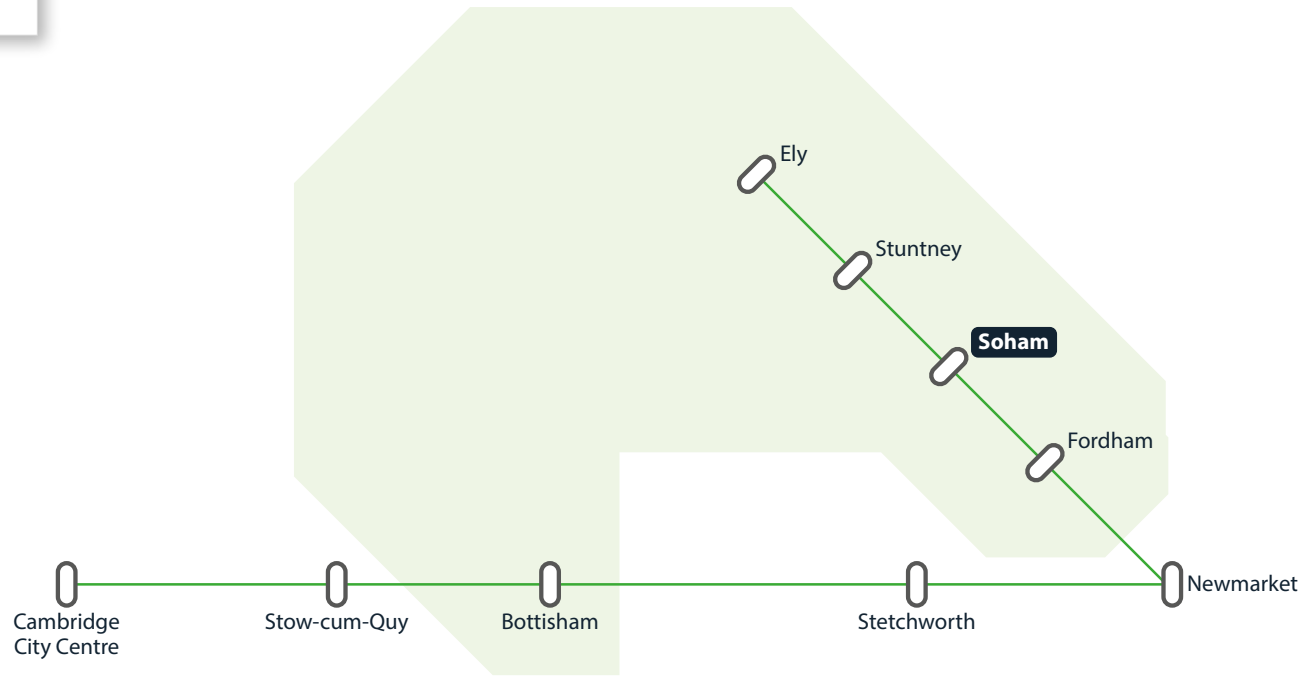 Ely
Stuntney
Soham
Fordham
Newmarket
Cambridge
City Centre
Stow-cum-Quy
Bottisham
Stetchworth